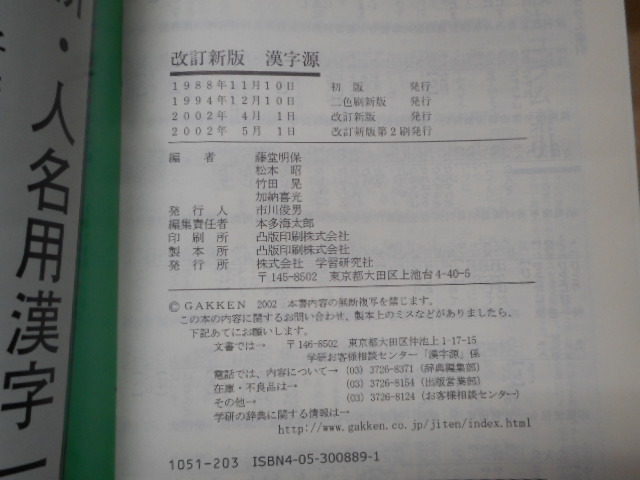 改訂新版 漢字源
1988年11月10日 初版 発行
1994年12月10日 二色刷新版 発行
2002年 4月 1日 改訂新版 発行
2002年 5月 1日 改訂新版第2刷発行
編者 藤堂明保
松本 昭
竹田 晃
加納喜光
発行人 市川俊男
編集責任者 本多海太郎
印刷所 凸版印刷株式会社
製本所 凸版印刷株式会社
発行所 株式会社 学習研究社
〒145-8502 東京都大田区上池台4-40-5
©GAKKEN 2002 本書内容の無断複写を禁じます。
この本の内容に関するお問い合わせ、製本上のミスなどがありましたら、
下記あてにお願いします。
文書では→ 〒146-8502 東京都大田区仲池上1-17-15
学研お客様相談センター「漢字源」係
電話では、内容について→(03) 3726-8371 (辞典編集部)
在庫・不良品は→(03) 3726-8154 (出版営業部)
その他→(03) 3726-8124 (お客様相談センター)
学研の辞典に関する情報は→
http://www.gakken.co.jp/jiten/index.html
1051-203 ISBN4-05-300889-1
・人名用漢字一